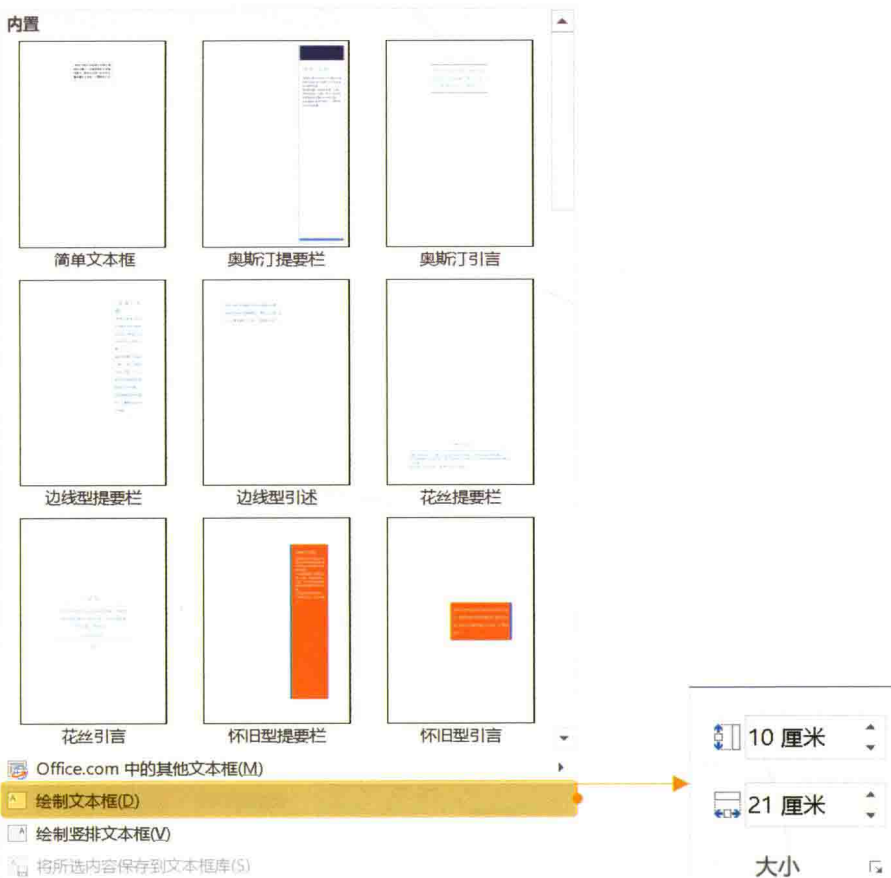 内置
简单文本框
奥斯汀提要栏
奥斯汀引言
边线型提要栏
边线型引述
花丝提要栏
花丝引言
怀旧型提要栏
怀旧型引言
Office.com 中的其他文本框(M)
绘制文本框(D)
绘制竖排文本框(V)
将所选内容保存到文本框库(S)
10 厘米
21 厘米
大小